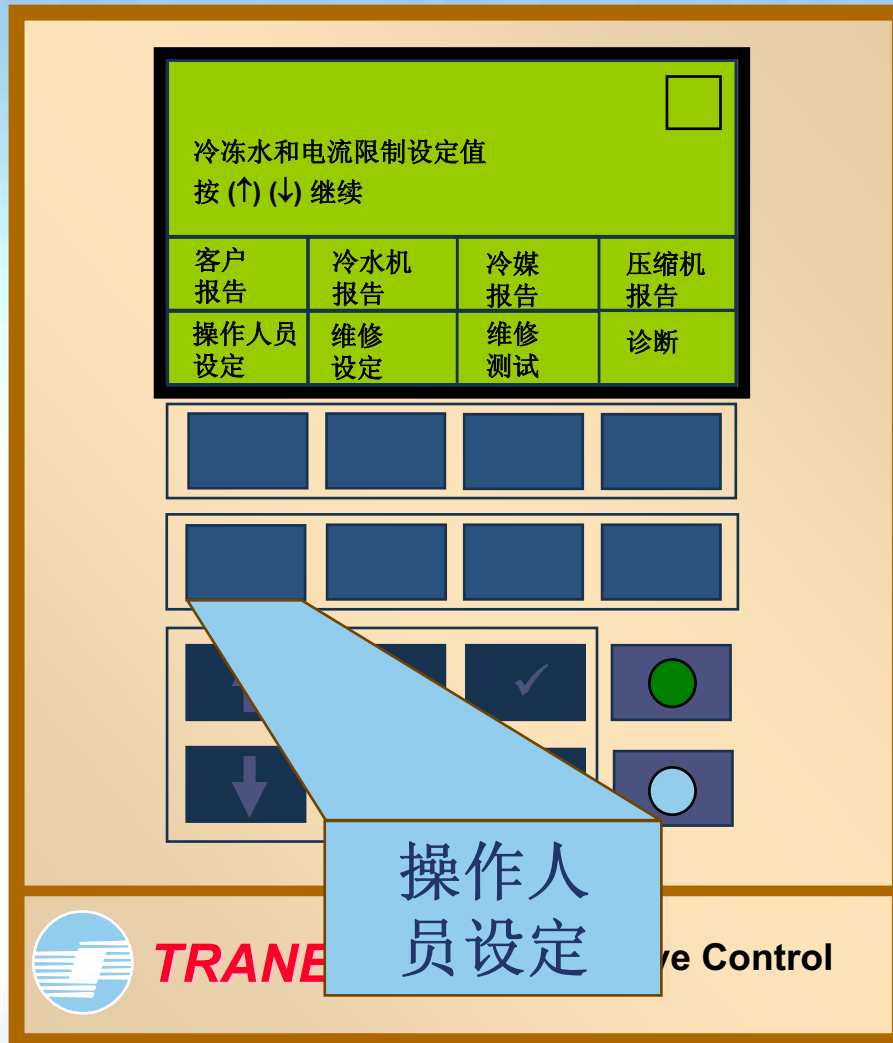 冷冻水和电流限制设定值
按 (↑) (↓) 继续
客户
报告
冷水机
报告
冷媒
报告
压缩机
报告
操作人员
设定
维修
设定
维修
测试
诊断
操作人
员设定
TRANE
Control